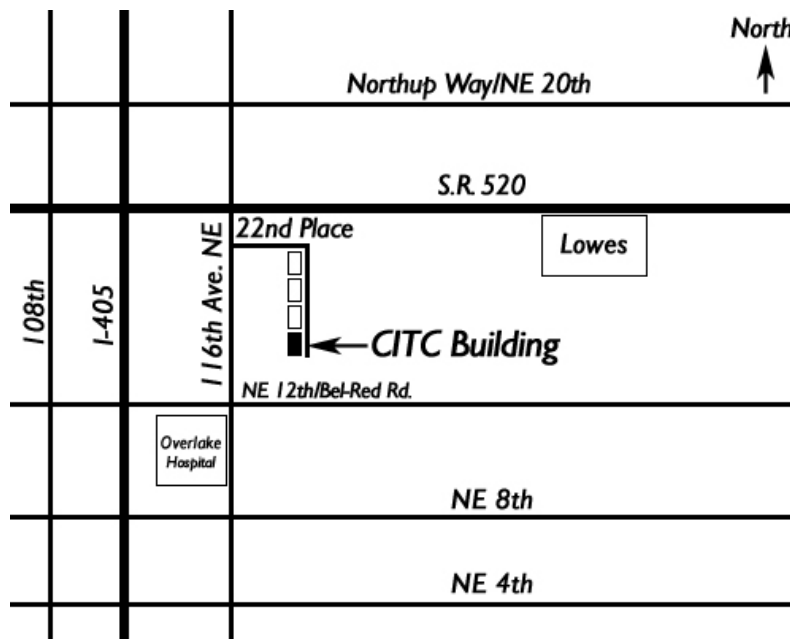 North
Northup Way/NE 20th
S.R. 520
22nd Place
Lowes
108th
I-405
116th Ave. NE
CITC Building
NE 12th/Bel-Red Rd.
Overlake
Hospital
NE 8th
NE 4th